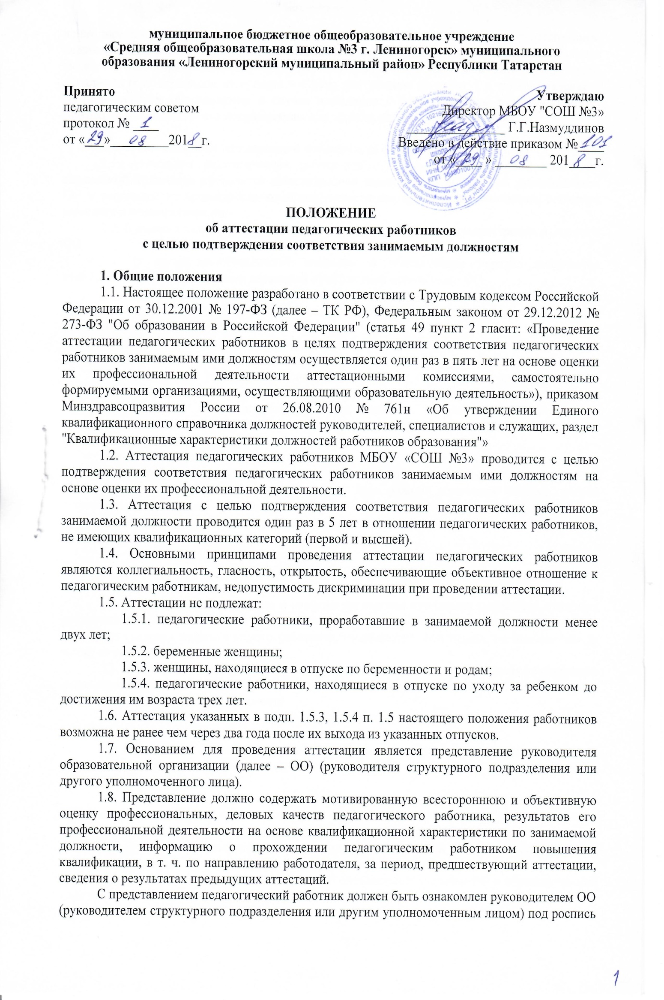 муниципальное бюджетное общеобразовательное учреждение
«Средняя общеобразовательная школа №3 г. Лениногорск» муниципального
образования «Лениногорский муниципальный район» Республики Татарстан
Принято
педагогическим советом
протокол № 1
от «29» 08 2018 г.
Утверждаю
Директор МБОУ "СОШ №3»
Г.Г.Назмуддинов
Введено в действие приказом № 101
от «29» 08 2018 г.
ИНН
КПП 164901001
ПОЛОЖЕНИЕ
об аттестации педагогических работников
с целью подтверждения соответствия занимаемым должностям
1. Общие положения
1.1. Настоящее положение разработано в соответствии с Трудовым кодексом Российской
Федерации от 30.12.2001 № 197-ФЗ (далее – ТК РФ), Федеральным законом от 29.12.2012 №
273-ФЗ "Об образовании в Российской Федерации" (статья 49 пункт 2 гласит: «Проведение
аттестации педагогических работников в целях подтверждения соответствия педагогических
работников занимаемым ими должностям осуществляется один раз в пять лет на основе оценки
их профессиональной деятельности аттестационными комиссиями, самостоятельно
формируемыми организациями, осуществляющими образовательную деятельность»), приказом
Минздравсоцразвития России от 26.08.2010 № 761н «Об утверждении Единого
квалификационного справочника должностей руководителей, специалистов и служащих, раздел
"Квалификационные характеристики должностей работников образования"»
1.2. Аттестация педагогических работников МБОУ «СОШ №3» проводится с целью
подтверждения соответствия педагогических работников занимаемым ими должностям на
основе оценки их профессиональной деятельности.
1.3. Аттестация с целью подтверждения соответствия педагогических работников
занимаемой должности проводится один раз в 5 лет в отношении педагогических работников,
не имеющих квалификационных категорий (первой и высшей).
1.4. Основными принципами проведения аттестации педагогических работников
являются коллегиальность, гласность, открытость, обеспечивающие объективное отношение к
педагогическим работникам, недопустимость дискриминации при проведении аттестации.
1.5. Аттестации не подлежат:
1.5.1. педагогические работники, проработавшие в занимаемой должности менее
двух лет;
1.5.2. беременные женщины;
1.5.3. женщины, находящиеся в отпуске по беременности и родам;
1.5.4. педагогические работники, находящиеся в отпуске по уходу за ребенком до
достижения им возраста трех лет.
1.6. Аттестация указанных в подп. 1.5.3, 1.5.4 п. 1.5 настоящего положения работников
возможна не ранее чем через два года после их выхода из указанных отпусков.
1.7. Основанием для проведения аттестации является представление руководителя
образовательной организации (далее – ОО) (руководителя структурного подразделения или
другого уполномоченного лица).
1.8. Представление должно содержать мотивированную всестороннюю и объективную
оценку профессиональных, деловых качеств педагогического работника, результатов его
профессиональной деятельности на основе квалификационной характеристики по занимаемой
должности, информацию о прохождении педагогическим работником повышения
квалификации, в т. ч. по направлению работодателя, за период, предшествующий аттестации,
сведения о результатах предыдущих аттестаций.
С представлением педагогический работник должен быть ознакомлен руководителем ОО
(руководителем структурного подразделения или другим уполномоченным лицом) под роспись
1